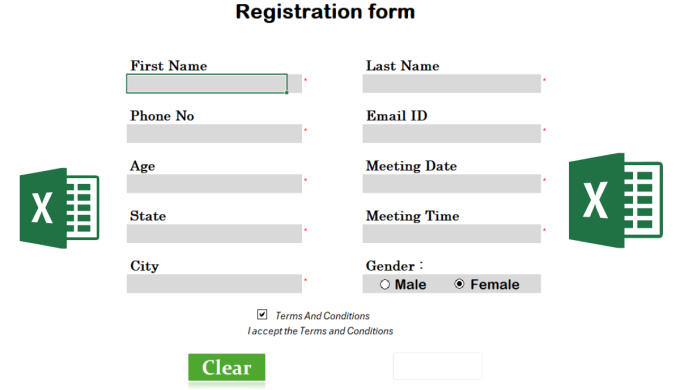 Registration form
First Name
Last Name
*
*
Phone No
Email ID
*
*
Age
Meeting Date
*
*
State
Meeting Time
*
*
City
Gender :
*
Male
Female
Terms And Conditions
I accept the Terms and Conditions
Clear
X
X